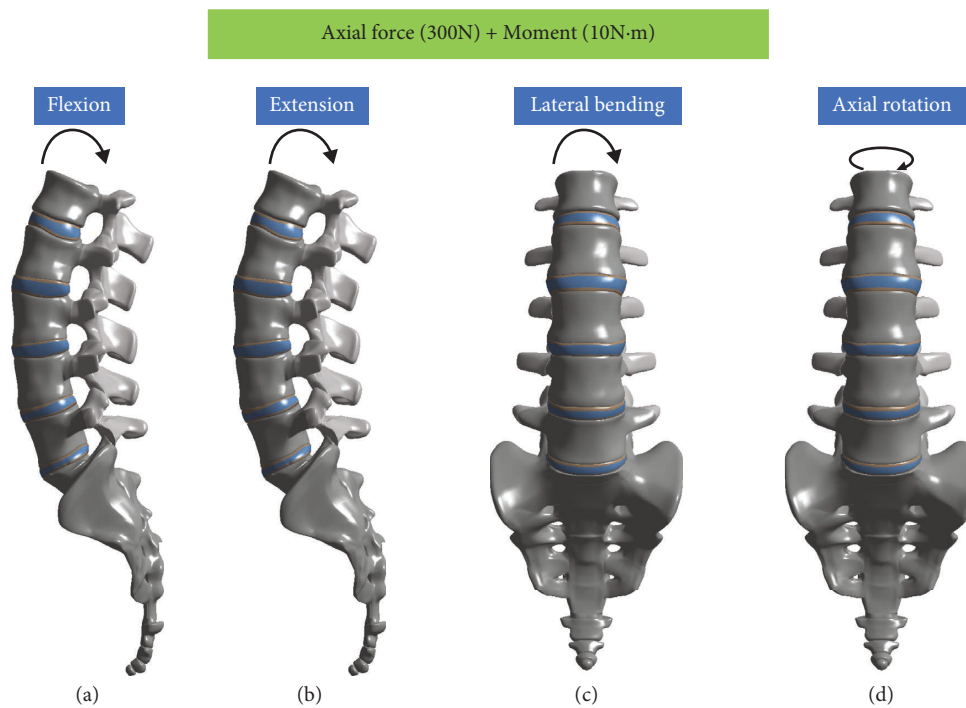 Axial force (300N) + Moment (10N·m)
Flexion
Extension
Lateral bending
Axial rotation
(a)
(b)
(c)
(d)